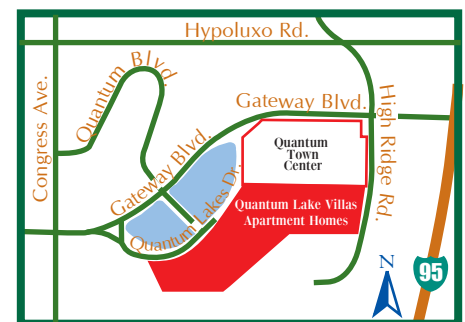 Hypoluxo Rd.
Congress Ave.
Quantum Blvd.
Gateway Blvd.
Gateway Blvd.
High Ridge Rd.
Quantum
Town
Center
Quantum Lakes Dr.
Quantum Lake Villas
Apartment Homes
N
95